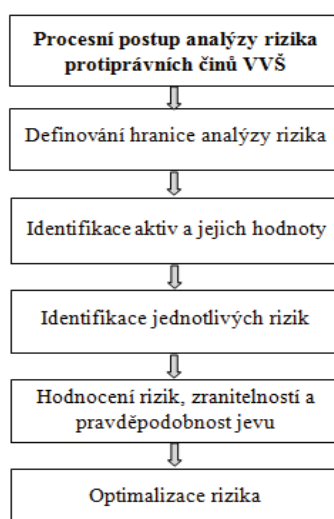 Procesní postup analýzy rizika
protiprávních činů VVŠ
Definování hranice analýzy rizika
Identifikace aktiv a jejich hodnoty
Identifikace jednotlivých rizik
Hodnocení rizik, zranitelností a
pravděpodobnost jevu
Optimalizace rizika